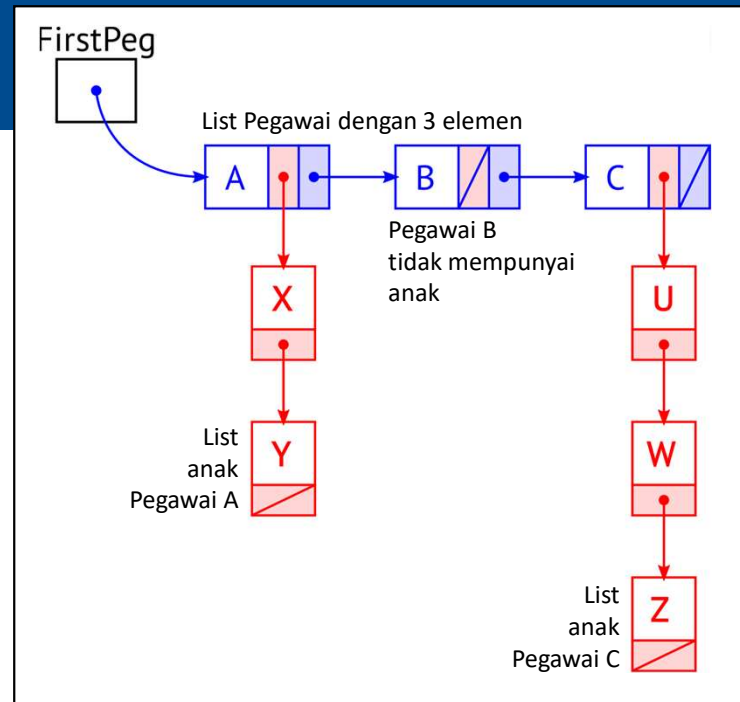 FirstPeg
List Pegawai dengan 3 elemen
A
B
C
Pegawai B
tidak mempunyai
anak
X
U
Y
List
anak
Pegawai A
W
Z
List
anak
Pegawai C